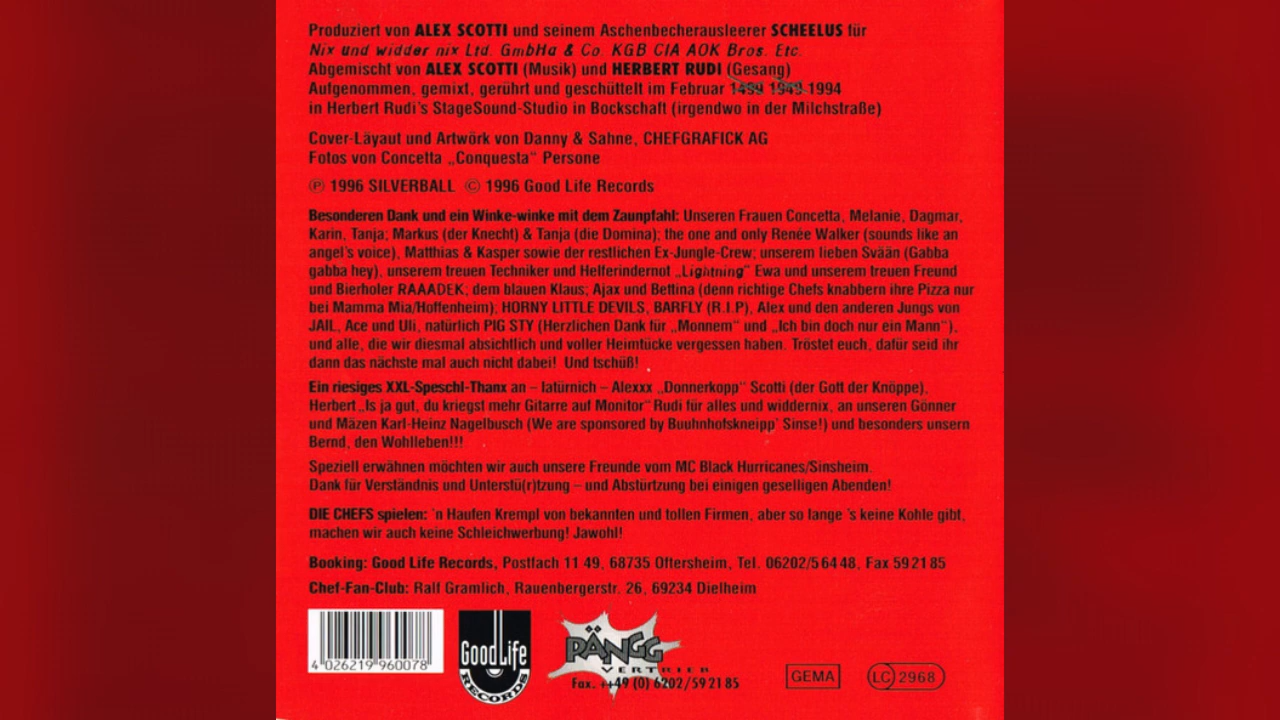 Produziert von ALEX SCOTTI und seinem Aschenbecherausleerer SCHEELUS für
Nix und widder nix Ltd. GmbHa & Co. KGB CIA AOK Bros. Etc.
Abgemischt von ALEX SCOTTI (Musik) und HERBERT RUDI (Gesang)
Aufgenommen, gemixt, gerührt und geschüttelt im Februar 1499 1949 1994
in Herbert Rudi's StageSound-Studio in Bockschaft (irgendwo in der Milchstraße)
Cover-Läyaut und Artwörk von Danny & Sahne, CHEFGRAFICK AG
Fotos von Concetta „Conquesta“ Persone
℗ 1996 SILVERBALL © 1996 Good Life Records
Besonderen Dank und ein Winke-winke mit dem Zaunpfahl: Unseren Frauen Concetta, Melanie, Dagmar,
Karin, Tanja; Markus (der Knecht) & Tanja (die Domina); the one and only Renée Walker (sounds like an
angel's voice), Matthias & Kasper sowie der restlichen Ex-Jungle-Crew; unserem lieben Svään (Gabba
gabba hey), unserem treuen Techniker und Helferindernot „Lightning“ Ewa und unserem treuen Freund
und Bierholer RAAADEK; dem blauen Klaus; Ajax und Bettina (denn richtige Chefs knabbern ihre Pizza nur
bei Mamma Mia/Hoffenheim); HORNY LITTLE DEVILS, BARFLY (R.I.P), Alex und den anderen Jungs von
JAIL, Ace und Uli, natürlich PIG STY (Herzlichen Dank für „Monnem“ und „Ich bin doch nur ein Mann“),
und alle, die wir diesmal absichtlich und voller Heimtücke vergessen haben. Tröstet euch, dafür seid ihr
dann das nächste mal auch nicht dabei! Und tschüß!
Ein riesiges XXL-Speschl-Thanx an – latürnich – Alexxx „Donnerkopp“ Scotti (der Gott der Knöppe),
Herbert „Is ja gut, du kriegst mehr Gitarre auf Monitor“ Rudi für alles und widdernix, an unseren Gönner
und Mäzen Karl-Heinz Nagelbusch (We are sponsored by Buuhnhofskneipp' Sinse!) und besonders unsern
Bernd, den Wohlleben!!!
Speziell erwähnen möchten wir auch unsere Freunde vom MC Black Hurricanes/Sinsheim.
Dank für Verständnis und Unterstü(r)tzung – und Abstürtzung bei einigen geselligen Abenden!
DIE CHEFS spielen: 'n Haufen Krempl von bekannten und tollen Firmen, aber so lange 's keine Kohle gibt,
machen wir auch keine Schleichwerbung! Jawohl!
Booking: Good Life Records, Postfach 11 49, 68735 Oftersheim, Tel. 06202/5 64 48, Fax 59 21 85
Chef-Fan-Club: Ralf Gramlich, Rauenbergerstr. 26, 69234 Dielheim
4 026219 960078
Good Life
RECORDS
PÄNGG
VERTRIEB
Fax. ++49 (0) 6202/59 21 85
GEMA
LC 2968